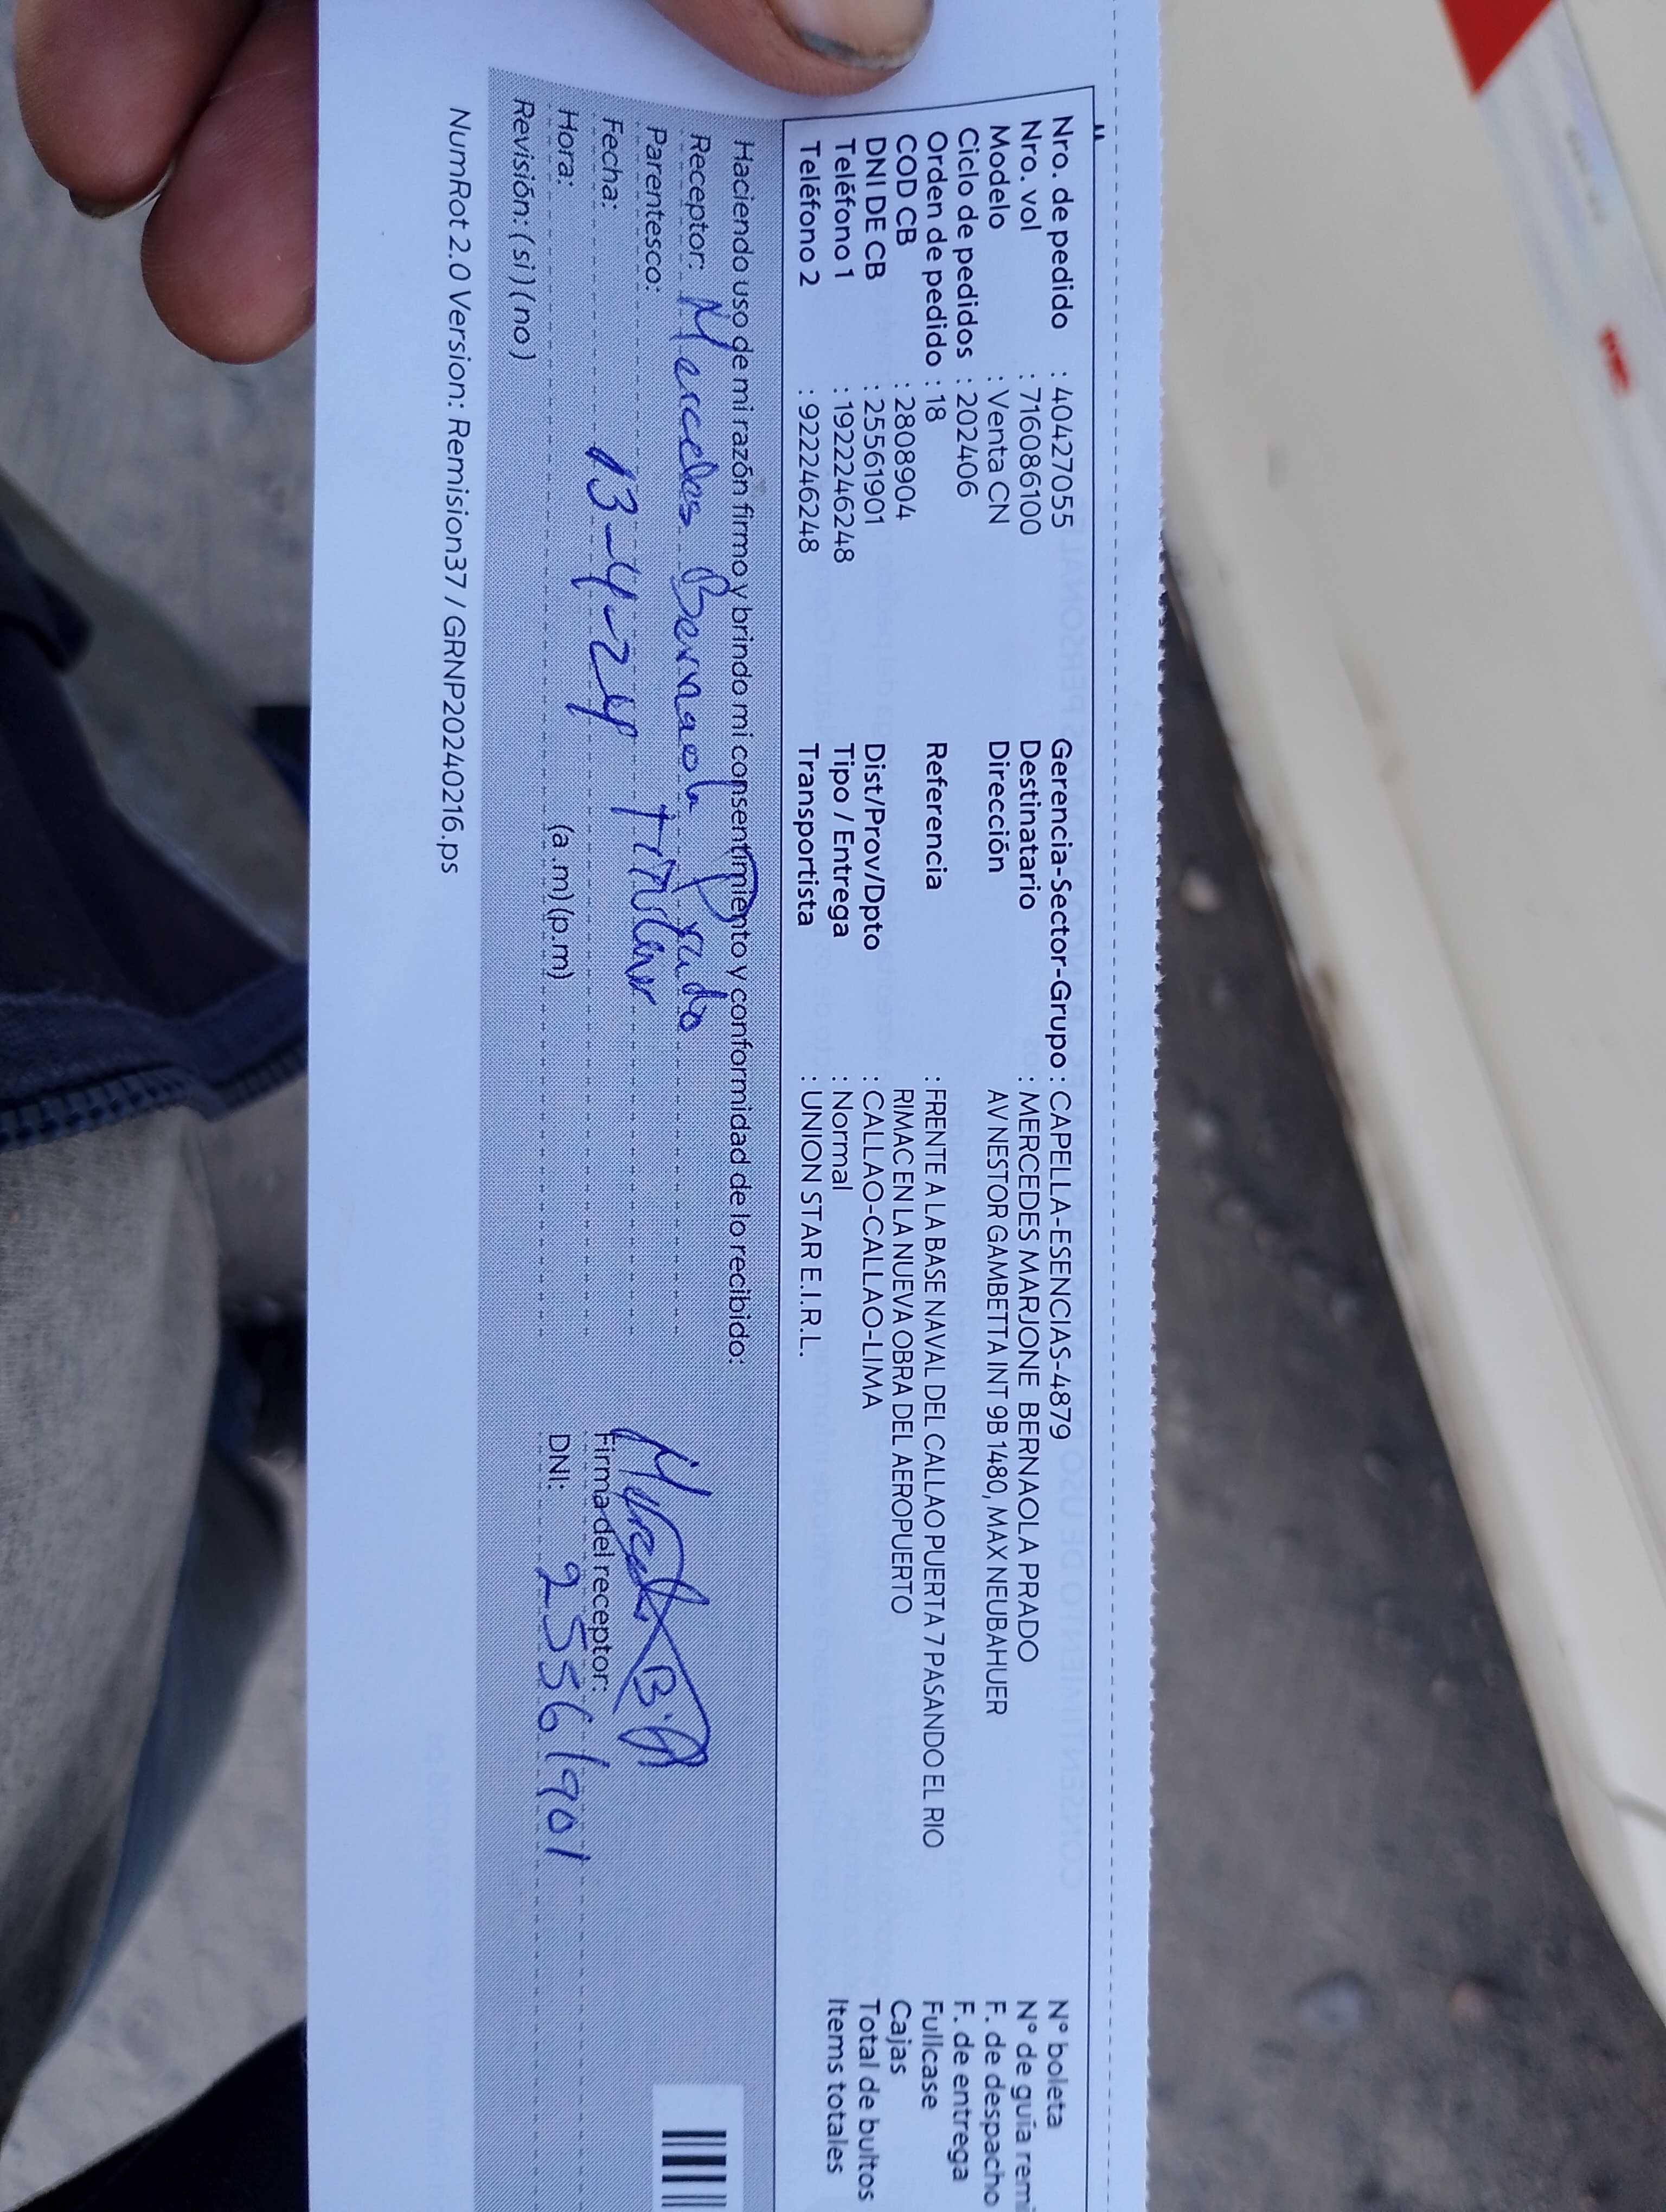 Nro. de pedido : 40427055
Nro. vol : 716086100
Modelo : Venta CN
Ciclo de pedidos : 202406
Orden de pedido : 18
COD CB : 2808904
DNI DE CB : 25561901
Teléfono 1 : 1922246248
Teléfono 2 : 922246248
Gerencia-Sector-Grupo : CAPELLA-ESENCIAS-4879
Destinatario : MERCEDES MARJONE BERNAOLA PRADO
Dirección AV NESTOR GAMBETTA INT 9B 1480, MAX NEUBAHUER
Referencia : FRENTE A LA BASE NAVAL DEL CALLAO PUERTA 7 PASANDO EL RIO
RIMAC EN LA NUEVA OBRA DEL AEROPUERTO
Dist/Prov/Dpto : CALLAO-CALLAO-LIMA
Tipo / Entrega : Normal
Transportista : UNION STAR E.I.R.L.
N° boleta
N° de guía remi
F. de despacho
F. de entrega
Fullcase
Cajas
Total de bultos
Items totales
Haciendo uso de mi razón firmo y brindo mi consentimiento y conformidad de lo recibido:
Receptor: Mercedes Bernaola Prado
Parentesco: Titular
Fecha: 13-4-24
Hora: (a .m) (p.m)
Revisión: ( si ) ( no )
Firma del receptor:
DNI: 25561901
NumRot 2.0 Version: Remision37 / GRNP20240216.ps